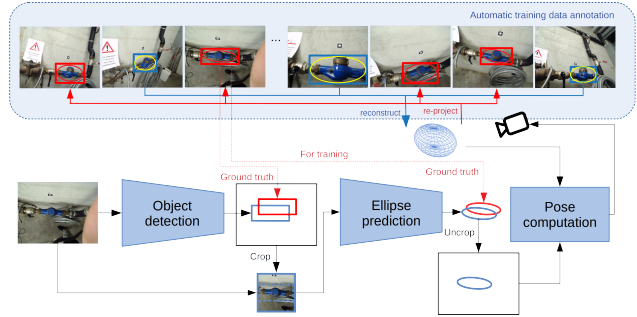 Automatic training data annotation
...
reconstruct
re-project
For training
Ground truth
Ground truth
Object
detection
Ellipse
prediction
Pose
computation
Uncrop
Crop